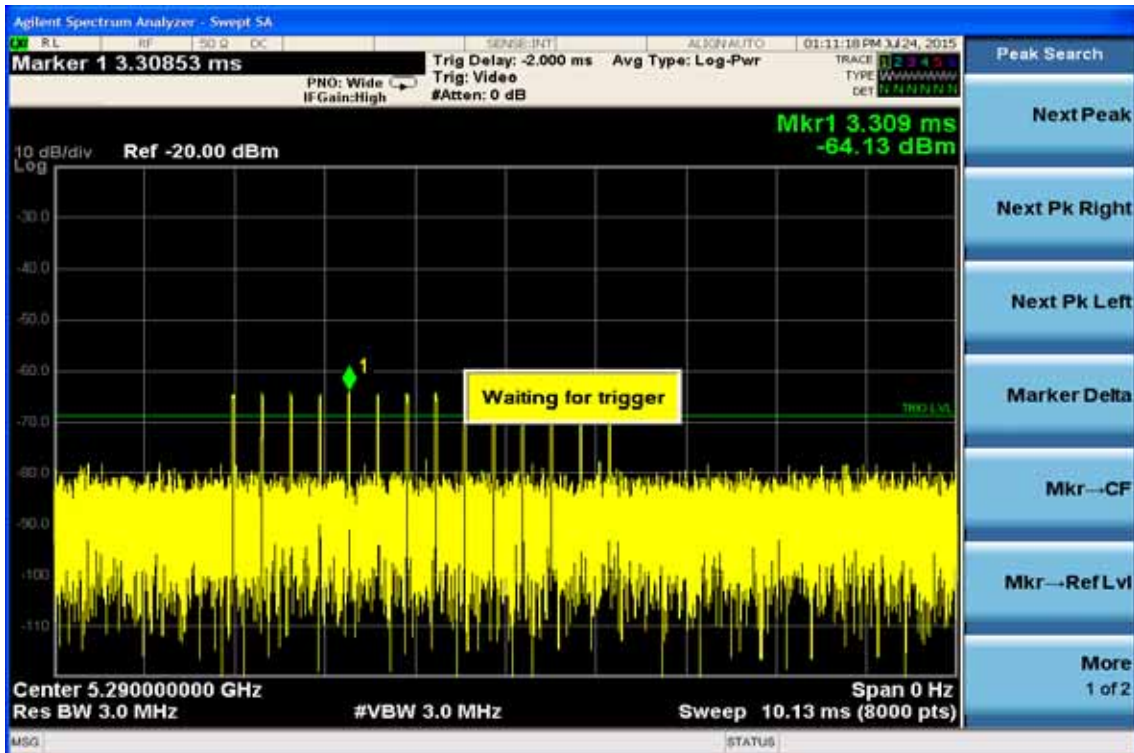 Agilent Spectrum Analyzer - Swept SA
RL RF 50 Ω DC SENSE:INT ALIGN AUTO 01:11:18 PM Jul 24, 2015
Marker 1 3.30853 ms
PNO: Wide
IFGain:High
Trig Delay: -2.000 ms
Trig: Video
#Atten: 0 dB
Avg Type: Log-Pwr
TRACE 1 2 3 4 5 6
TYPE WWWWWW
DET N N N N N N
Mkr1 3.309 ms
-64.13 dBm
10 dB/div Ref -20.00 dBm
Log
-30.0
-40.0
-50.0
-60.0
-70.0
-80.0
-90.0
-100
-110
1
Waiting for trigger
TRIG LVL
Center 5.290000000 GHz
Span 0 Hz
Res BW 3.0 MHz
#VBW 3.0 MHz
Sweep 10.13 ms (8000 pts)
MSG
STATUS
Peak Search
Next Peak
Next Pk Right
Next Pk Left
Marker Delta
Mkr→CF
Mkr→Ref Lvl
More
1 of 2